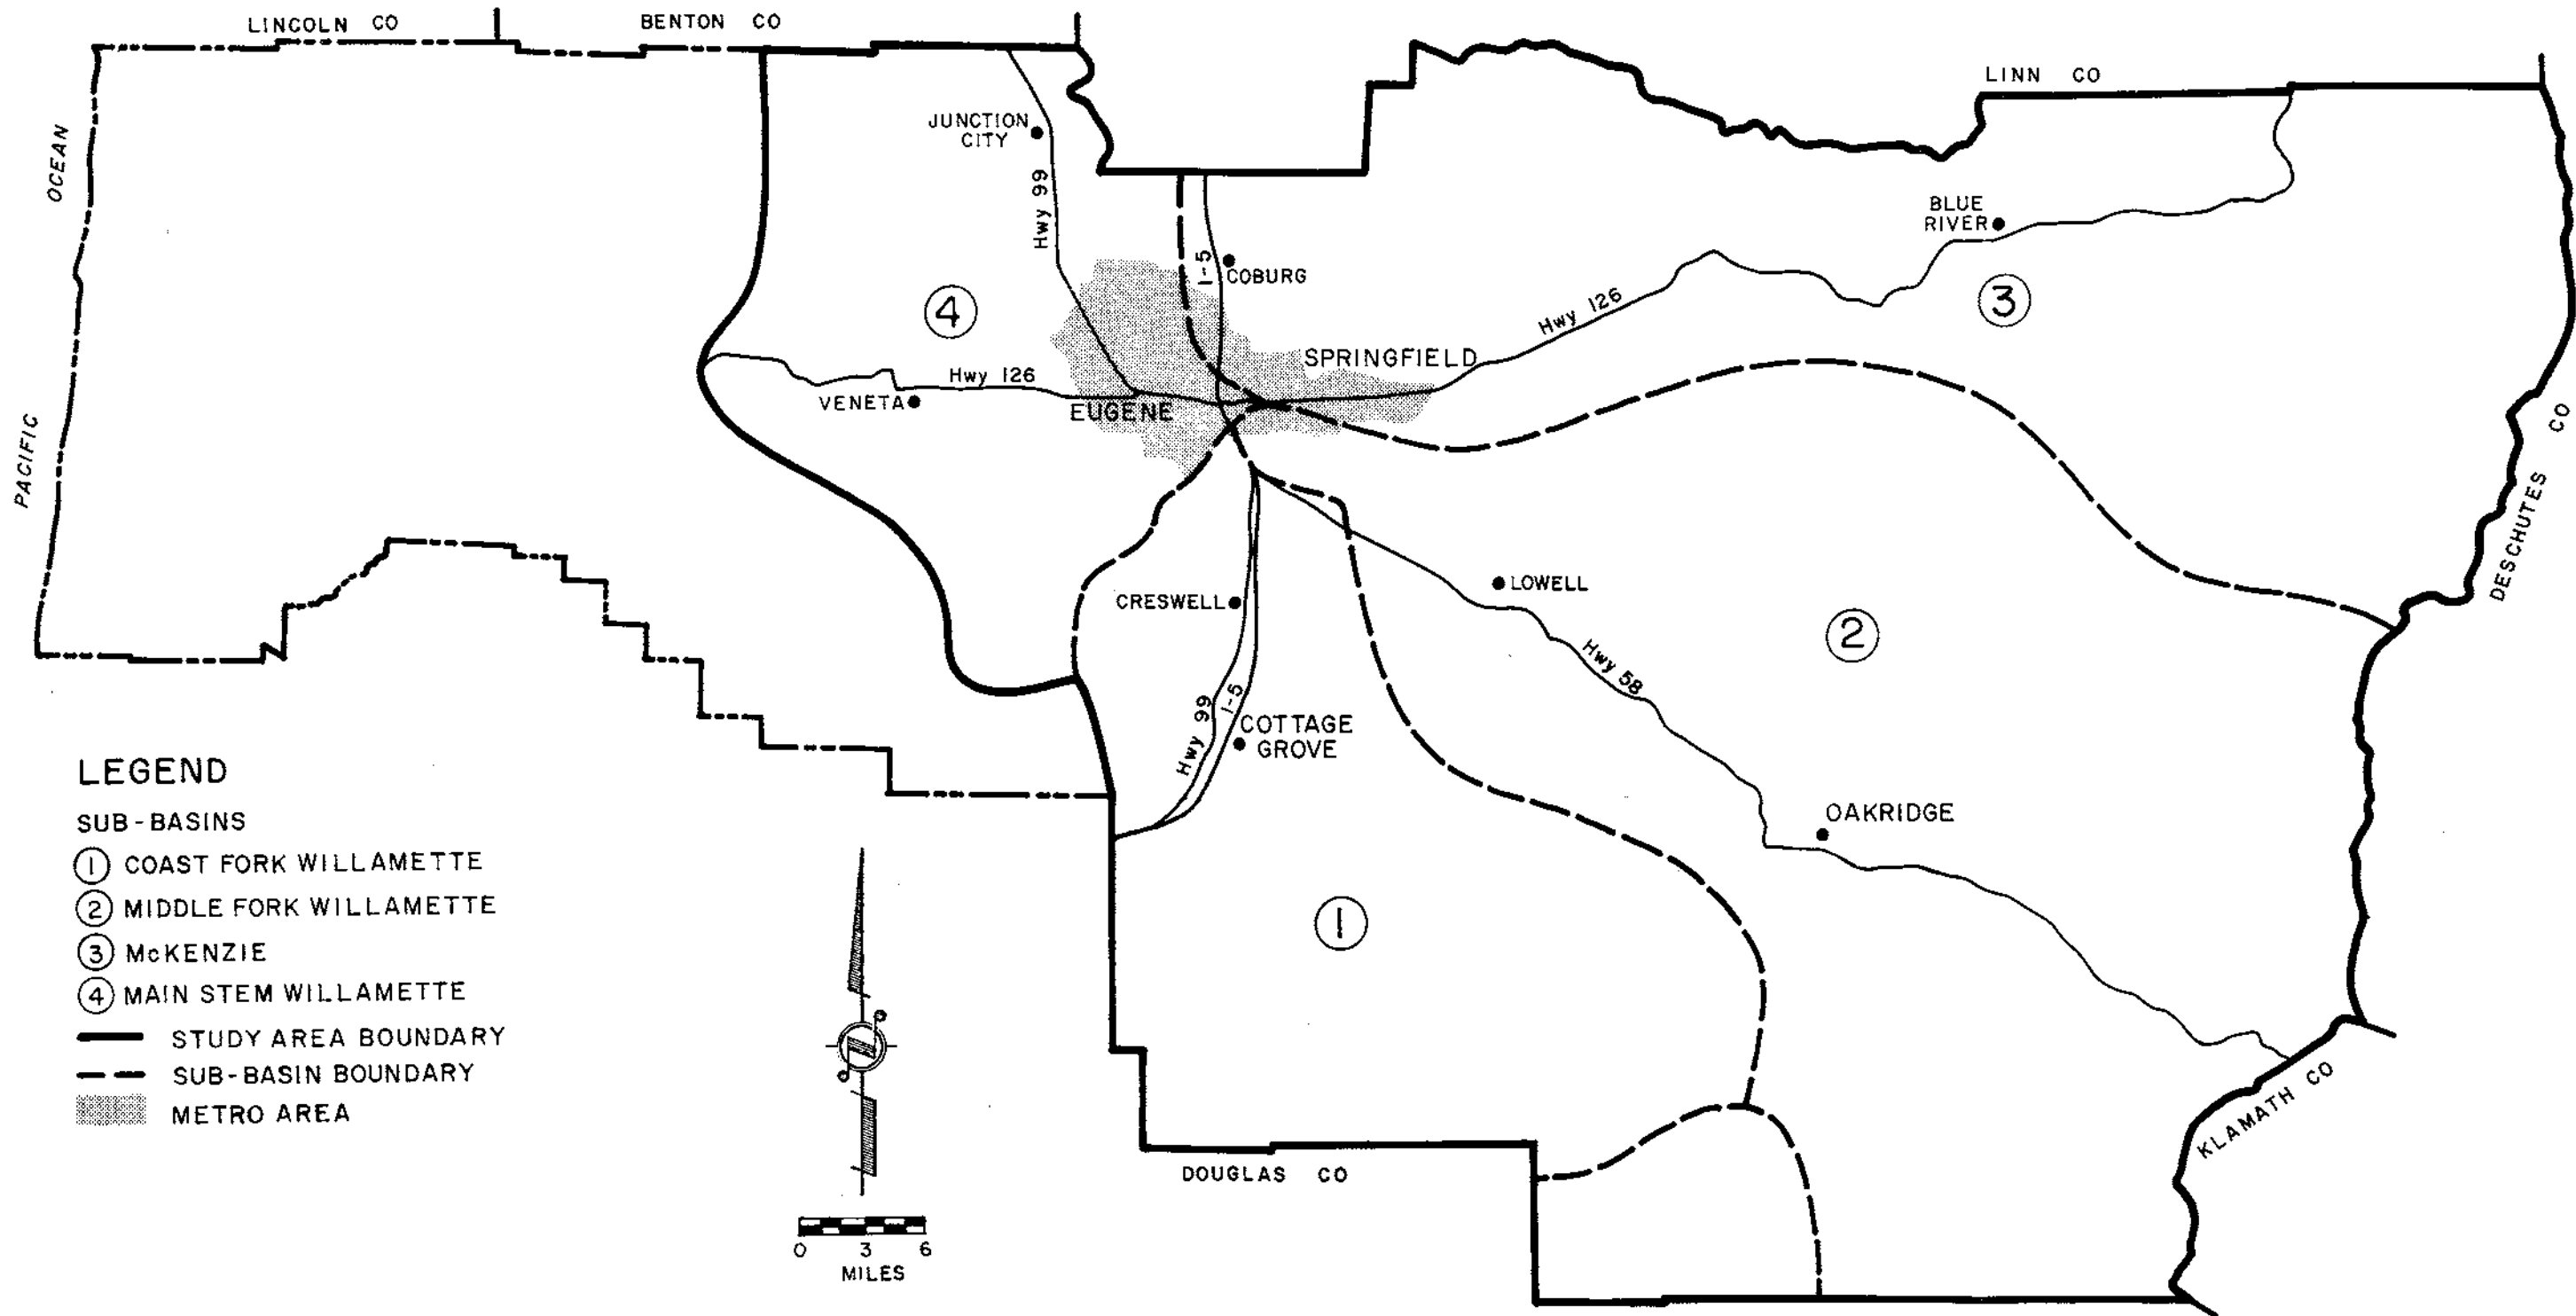 LINCOLN CO
BENTON CO
LINN CO
OCEAN
PACIFIC
JUNCTION
CITY
Hwy 99
I-5
COBURG
BLUE
RIVER
4
3
Hwy 126
SPRINGFIELD
Hwy 126
VENETA
EUGENE
DESCHUTES CO
LOWELL
CRESWELL
2
Hwy 58
Hwy 99
I-5
COTTAGE
GROVE
OAKRIDGE
1
KLAMATH CO
DOUGLAS CO
LEGEND
SUB-BASINS
1 COAST FORK WILLAMETTE
2 MIDDLE FORK WILLAMETTE
3 McKENZIE
4 MAIN STEM WILLAMETTE
STUDY AREA BOUNDARY
SUB-BASIN BOUNDARY
METRO AREA
N
0 3 6
MILES